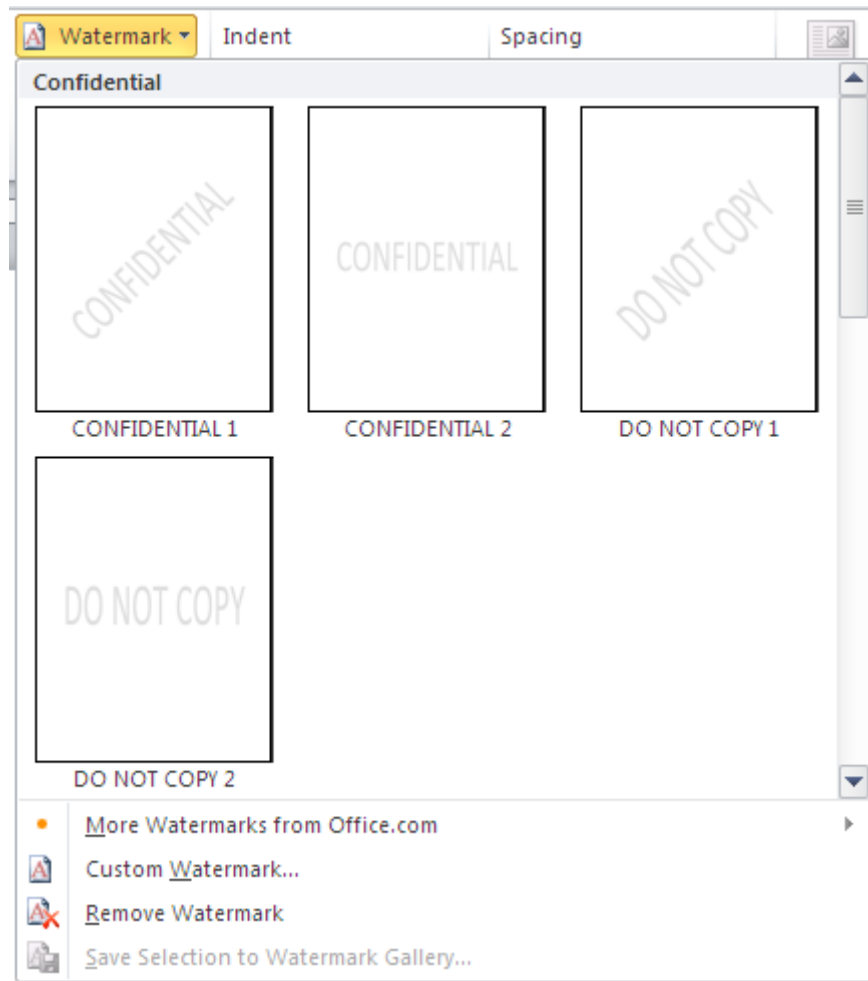 Watermark Indent Spacing
Confidential
CONFIDENTIAL CONFIDENTIAL DO NOT COPY
CONFIDENTIAL 1 CONFIDENTIAL 2 DO NOT COPY 1
DO NOT COPY
DO NOT COPY 2
More Watermarks from Office.com
Custom Watermark...
Remove Watermark
Save Selection to Watermark Gallery...